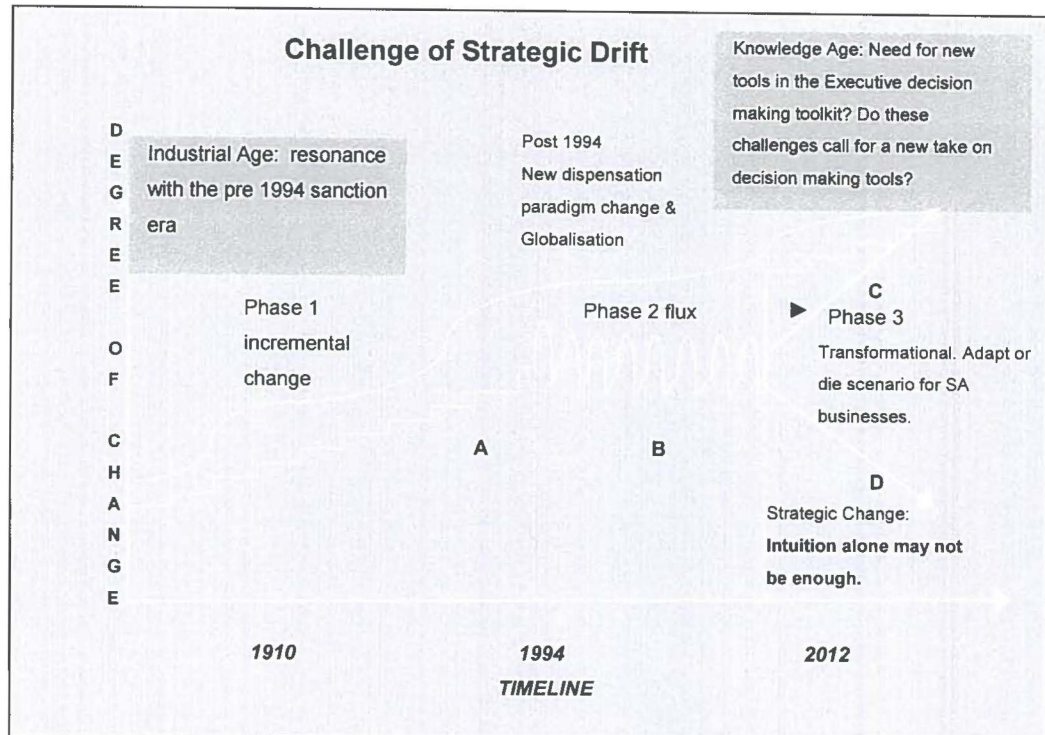 Challenge of Strategic Drift
Knowledge Age: Need for new
tools in the Executive decision
making toolkit? Do these
challenges call for a new take on
decision making tools?
DEGREE OF CHANGE
Industrial Age: resonance
with the pre 1994 sanction
era
Post 1994
New dispensation
paradigm change &
Globalisation
Phase 1
incremental
change
Phase 2 flux
C
Phase 3
Transformational. Adapt or
die scenario for SA
businesses.
A
B
D
Strategic Change:
Intuition alone may not
be enough.
1910
1994
2012
TIMELINE